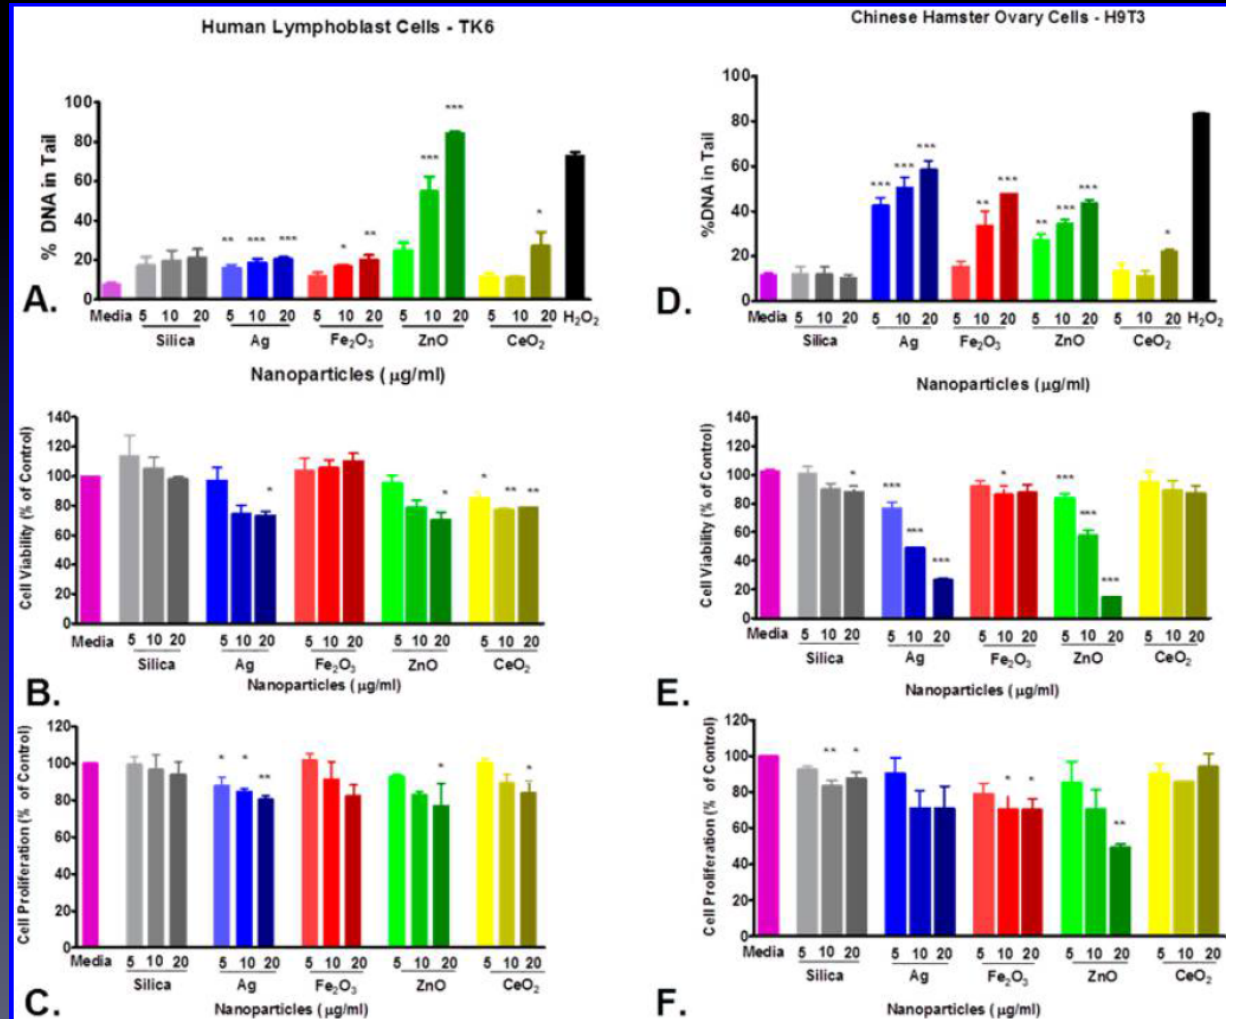 Human Lymphoblast Cells - TK6
% DNA in Tail
100
80
60
40
20
0
** *** *** * ** *** *** *
Media 5 10 20 5 10 20 5 10 20 5 10 20 5 10 20 H₂O₂
Silica Ag Fe₂O₃ ZnO CeO₂
Nanoparticles ( µg/ml)
A.
Cell Viability (% of Control)
140
120
100
80
60
40
20
0
* * * ** **
Media 5 10 20 5 10 20 5 10 20 5 10 20 5 10 20
Silica Ag Fe₂O₃ ZnO CeO₂
Nanoparticles ( µg/ml)
B.
Cell Proliferation (% of Control)
120
100
80
60
40
20
0
* * ** * *
Media 5 10 20 5 10 20 5 10 20 5 10 20 5 10 20
Silica Ag Fe₂O₃ ZnO CeO₂
Nanoparticles (µg/ml)
C.
Chinese Hamster Ovary Cells - H9T3
%DNA in Tail
100
80
60
40
20
0
*** *** *** ** *** ** *** *** *
Media 5 10 20 5 10 20 5 10 20 5 10 20 5 10 20 H₂O₂
Silica Ag Fe₂O₃ ZnO CeO₂
Nanoparticles (µg/ml)
D.
Cell Viability (% of Control)
140
120
100
80
60
40
20
0
* *** *** *** * *** *** ***
Media 5 10 20 5 10 20 5 10 20 5 10 20 5 10 20
Silica Ag Fe₂O₃ ZnO CeO₂
Nanoparticles (µg/ml)
E.
Cell Proliferation (% of Control)
120
100
80
60
40
20
0
** * * * **
Media 5 10 20 5 10 20 5 10 20 5 10 20 5 10 20
Silica Ag Fe₂O₃ ZnO CeO₂
Nanoparticles (µg/ml)
F.